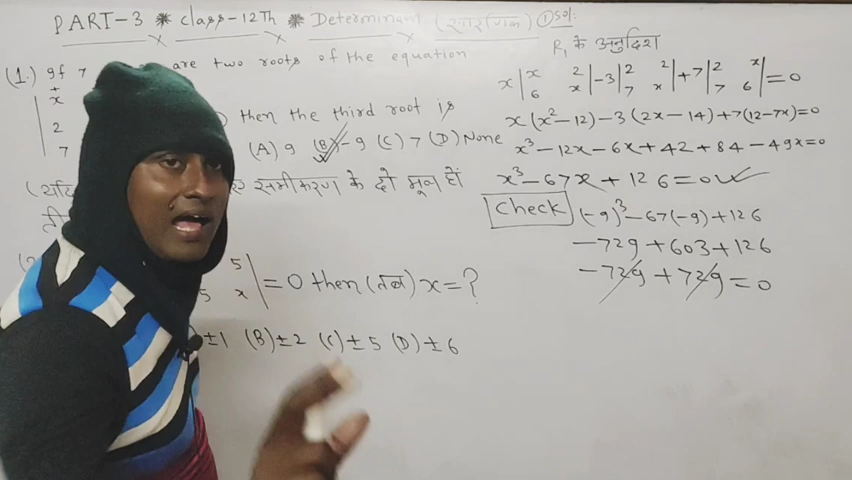 PART-3 * Class-12Th * Determinant (सारणिक) ① Sol:
(1.) gf 7 are two roots of the equation
x
2
7
then the third root is
(A) 9 (B) -9 (C) 7 (D) None
समीकरण के दो मूल हों
5
5 x | = 0 then (तब) x = ?
±1 (B) ±2 (C) ±5 (D) ±6
R₁ के अनुदिश
x |x 2 6 x| -3 |2 2 7 x| +7 |2 x 7 6| = 0
x(x²-12) -3(2x-14) +7(12-7x)=0
x³-12x-6x+42+84-49x=0
x³-67x+126=0 ✓
Check (-9)³-67(-9)+126
-729+603+126
-729+729=0